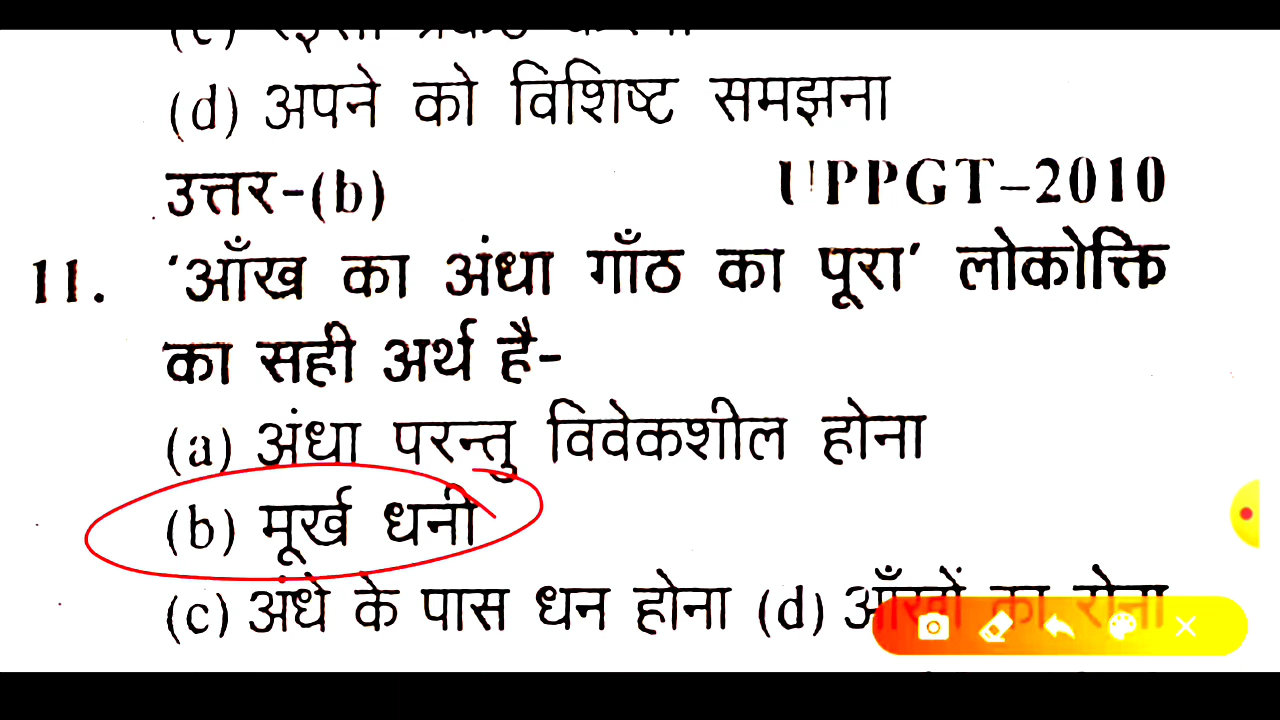 (d) अपने को विशिष्ट समझना
उत्तर-(b) UPPGT-2010
11. 'आँख का अंधा गाँठ का पूरा' लोकोक्ति
का सही अर्थ है-
(a) अंधा परन्तु विवेकशील होना
(b) मूर्ख धनी
(c) अंधे के पास धन होना (d) आँखों का रोना